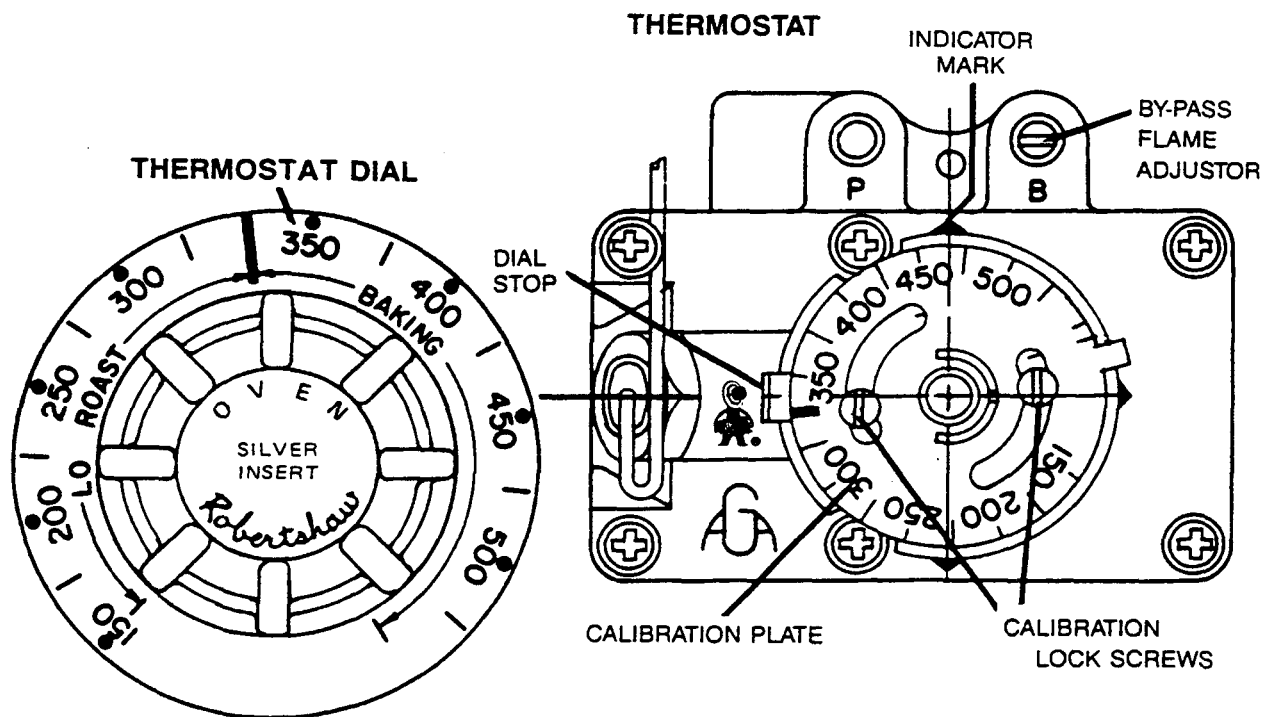 THERMOSTAT
INDICATOR
MARK
BY-PASS
FLAME
ADJUSTOR
P
B
THERMOSTAT DIAL
150
200
250
300
350
400
450
500
LO
ROAST
BAKING
OVEN
SILVER
INSERT
Robertshaw
DIAL
STOP
150
200
250
300
350
400
450
500
CALIBRATION PLATE
CALIBRATION
LOCK SCREWS